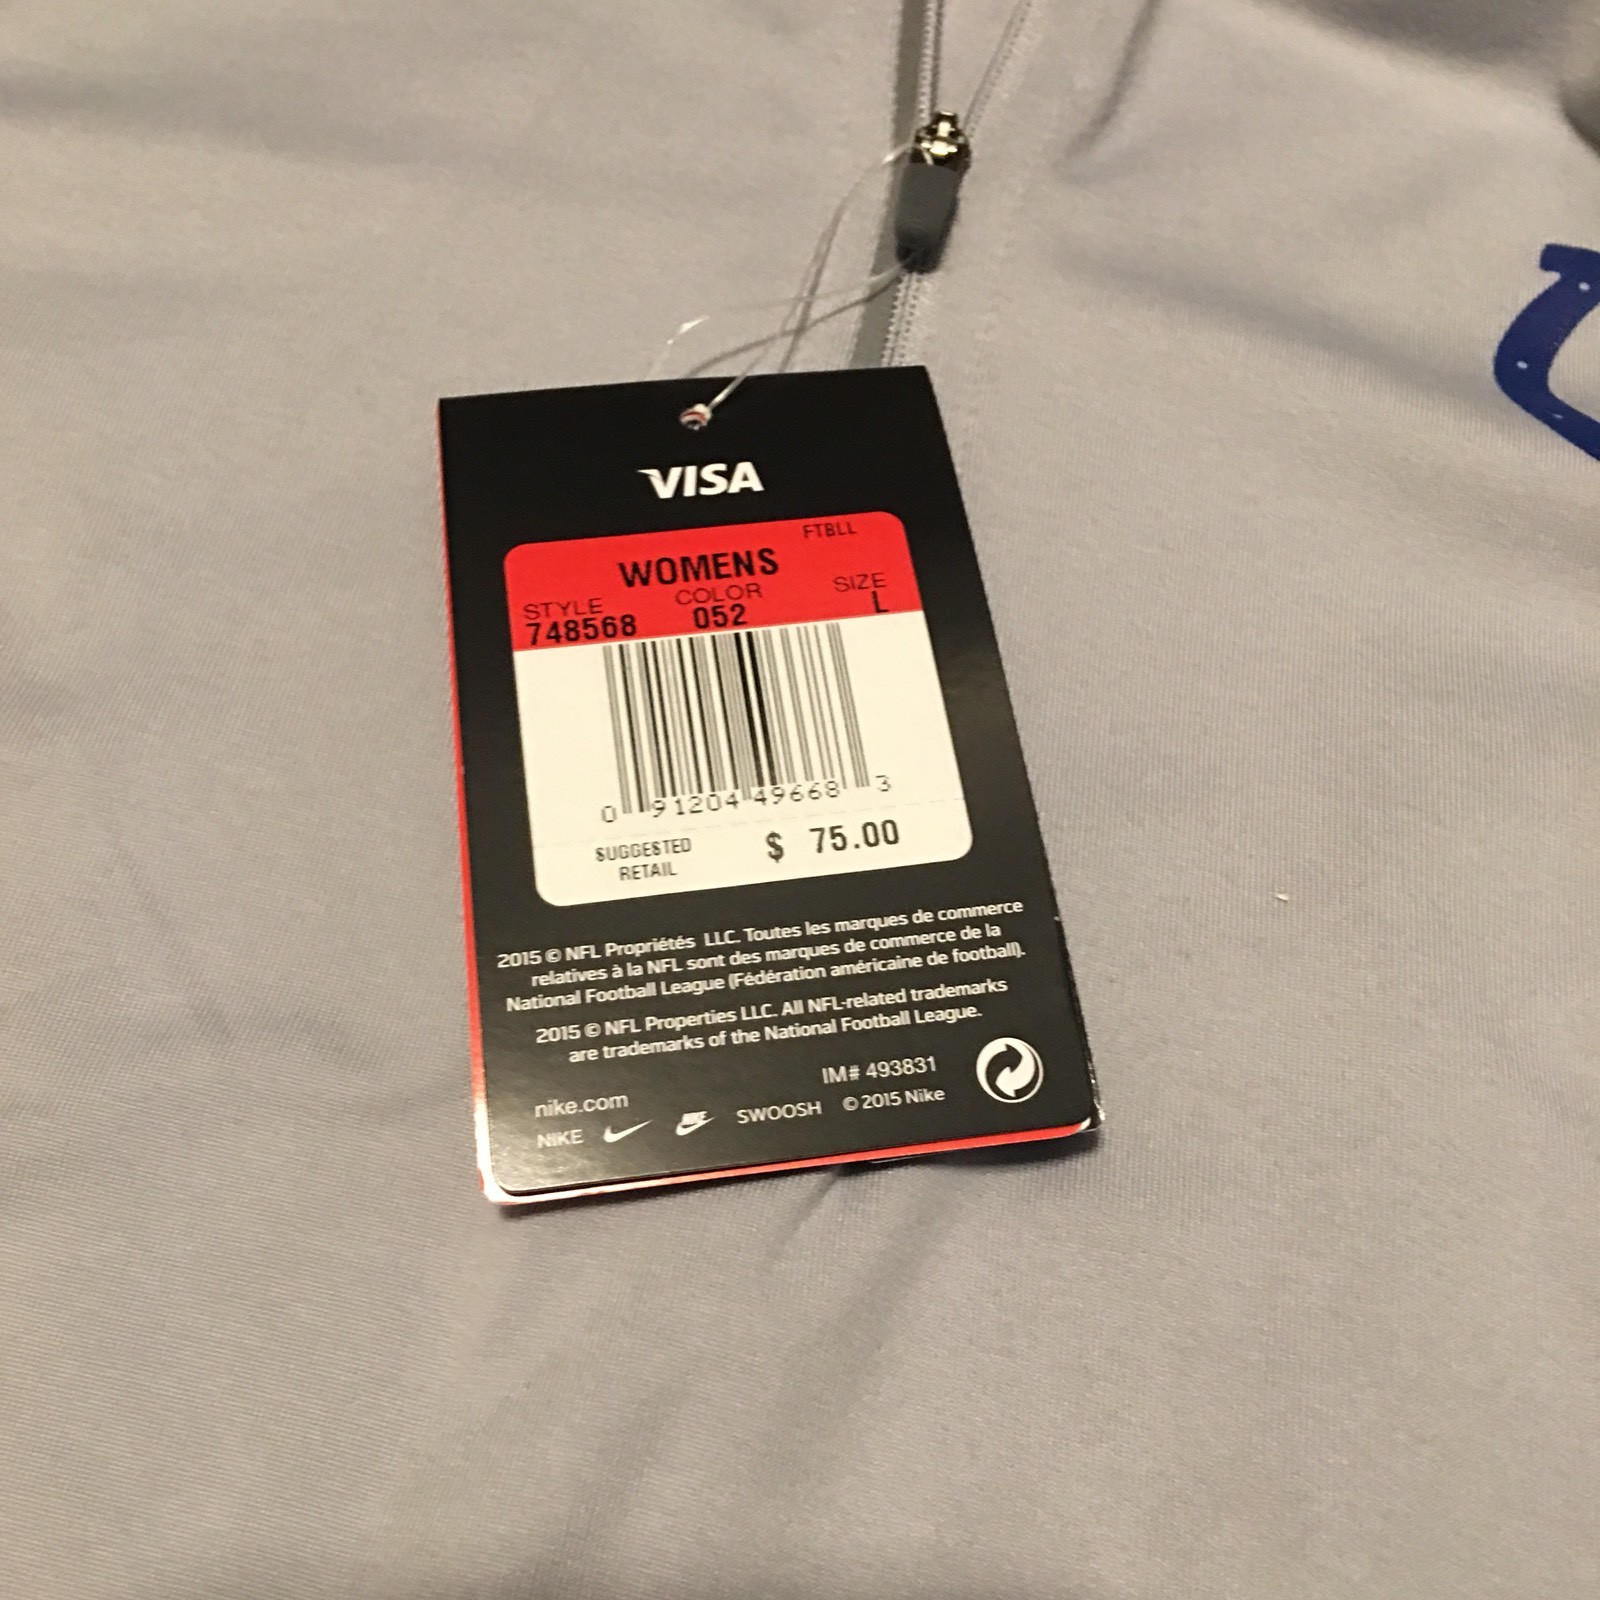 VISA
FTBLL
WOMENS
STYLE COLOR SIZE
748568 052 L
0 91204 49668 3
SUGGESTED
RETAIL
$ 75.00
2015 © NFL Propriétés LLC. Toutes les marques de commerce
relatives à la NFL sont des marques de commerce de la
National Football League (Fédération américaine de football).
2015 © NFL Properties LLC. All NFL-related trademarks
are trademarks of the National Football League.
IM# 493831
nike.com
NIKE NIKE SWOOSH © 2015 Nike